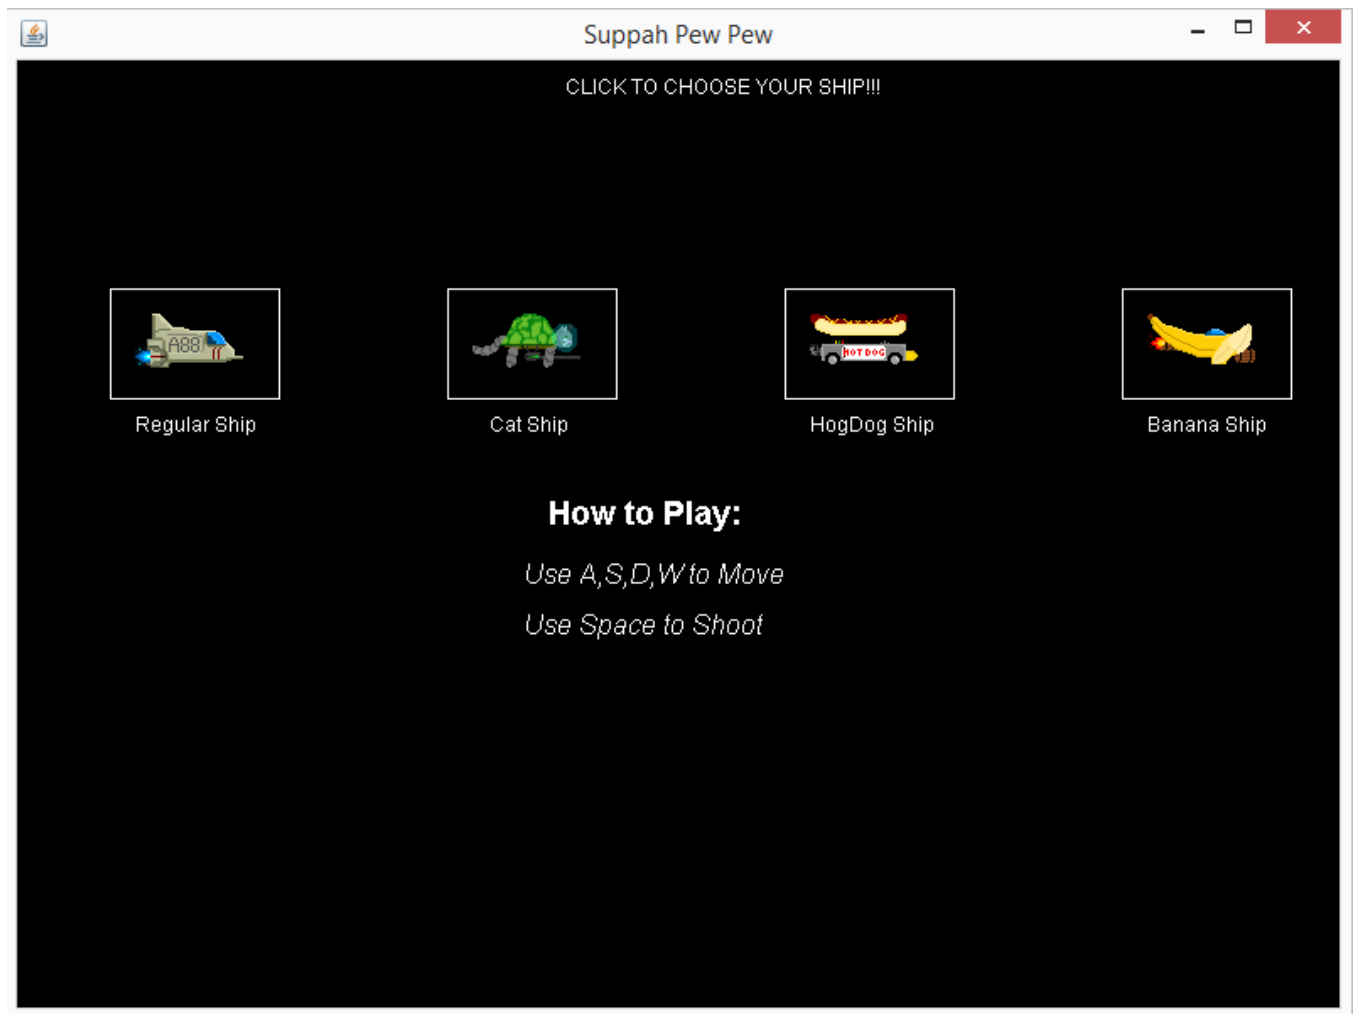 Suppah Pew Pew
CLICK TO CHOOSE YOUR SHIP!!!
A88
HOT DOG
Regular Ship
Cat Ship
HogDog Ship
Banana Ship
How to Play:
Use A,S,D,W to Move
Use Space to Shoot